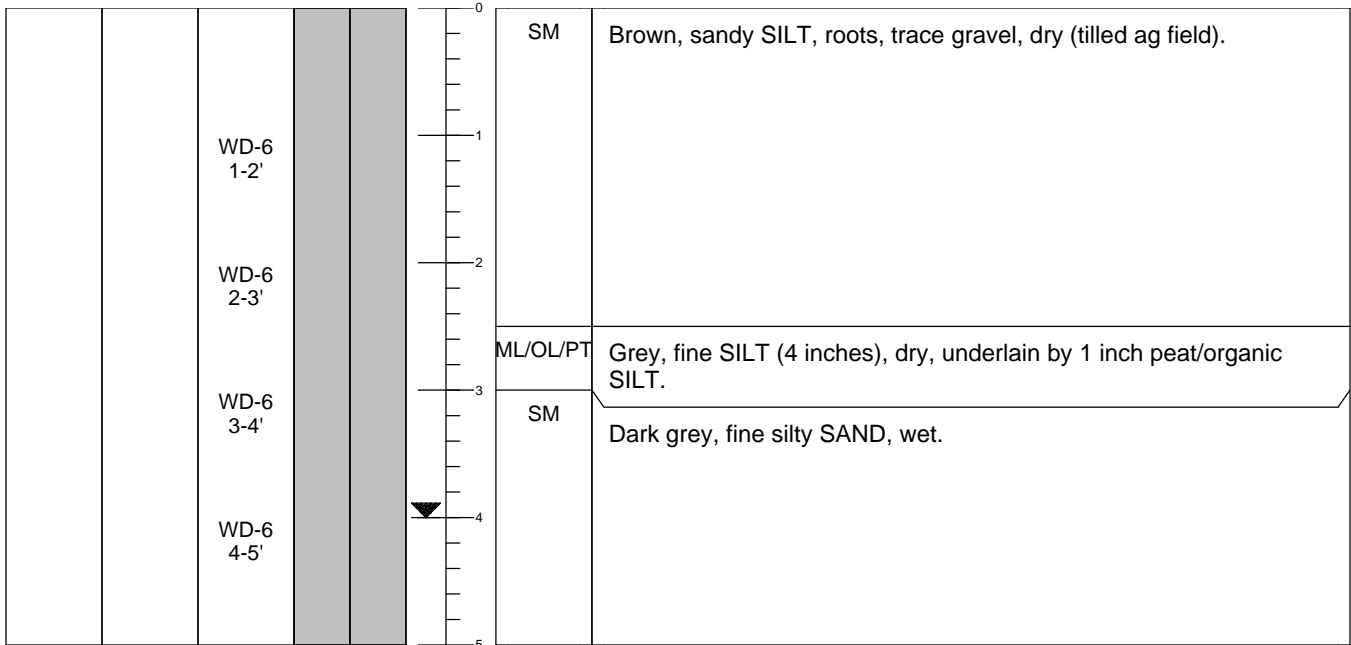 0
SM
Brown, sandy SILT, roots, trace gravel, dry (tilled ag field).
WD-6
1-2'
1
WD-6
2-3'
2
ML/OL/PT
Grey, fine SILT (4 inches), dry, underlain by 1 inch peat/organic
SILT.
WD-6
3-4'
3
SM
Dark grey, fine silty SAND, wet.
4
WD-6
4-5'
5